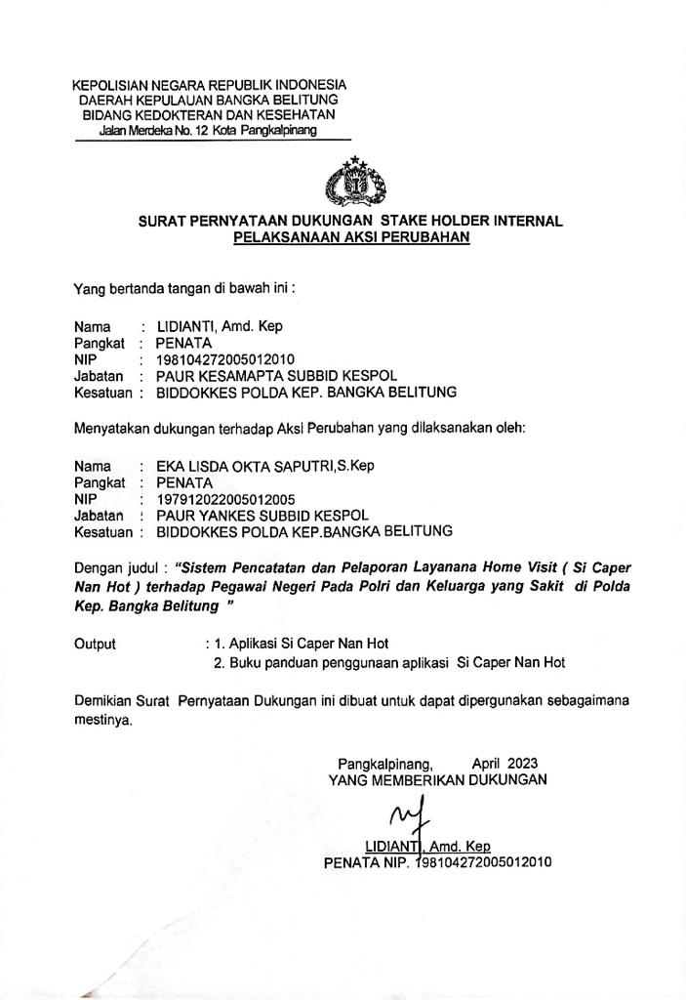 KEPOLISIAN NEGARA REPUBLIK INDONESIA
DAERAH KEPULAUAN BANGKA BELITUNG
BIDANG KEDOKTERAN DAN KESEHATAN
Jalan Merdeka No. 12 Kota Pangkalpinang
SURAT PERNYATAAN DUKUNGAN STAKE HOLDER INTERNAL
PELAKSANAAN AKSI PERUBAHAN
Yang bertanda tangan di bawah ini :
Nama : LIDIANTI, Amd. Kep
Pangkat : PENATA
NIP : 198104272005012010
Jabatan : PAUR KESAMAPTA SUBBID KESPOL
Kesatuan : BIDDOKKES POLDA KEP. BANGKA BELITUNG
Menyatakan dukungan terhadap Aksi Perubahan yang dilaksanakan oleh:
Nama : EKA LISDA OKTA SAPUTRI,S.Kep
Pangkat : PENATA
NIP : 197912022005012005
Jabatan : PAUR YANKES SUBBID KESPOL
Kesatuan : BIDDOKKES POLDA KEP.BANGKA BELITUNG
Dengan judul : “Sistem Pencatatan dan Pelaporan Layanana Home Visit ( Si Caper
Nan Hot ) terhadap Pegawai Negeri Pada Polri dan Keluarga yang Sakit di Polda
Kep. Bangka Belitung ”
Output : 1. Aplikasi Si Caper Nan Hot
2. Buku panduan penggunaan aplikasi Si Caper Nan Hot
Demikian Surat Pernyataan Dukungan ini dibuat untuk dapat dipergunakan sebagaimana
mestinya.
Pangkalpinang, April 2023
YANG MEMBERIKAN DUKUNGAN
LIDIANTI, Amd. Kep
PENATA NIP. 198104272005012010